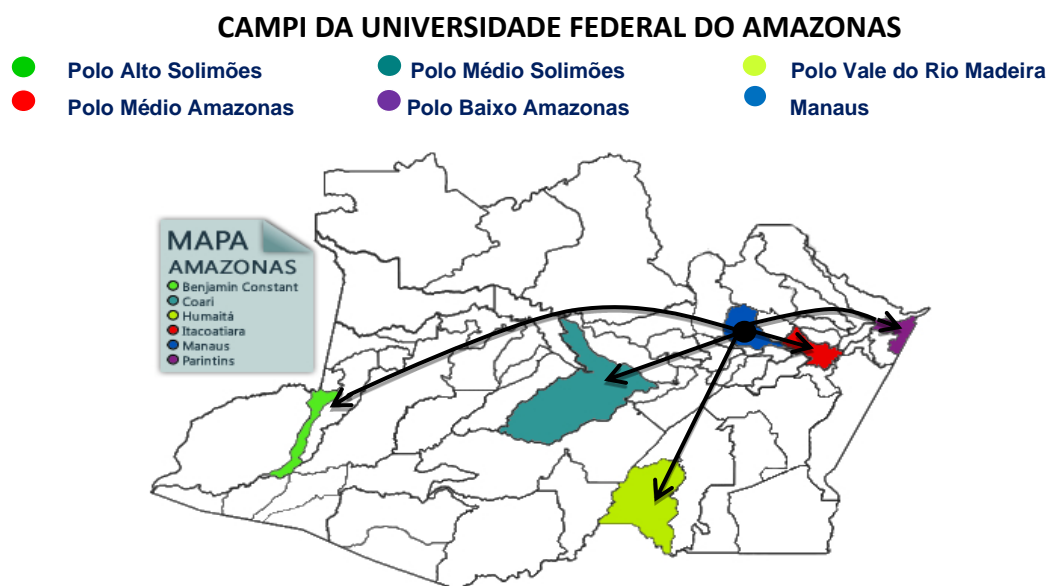 CAMPI DA UNIVERSIDADE FEDERAL DO AMAZONAS
Polo Alto Solimões
Polo Médio Solimões
Polo Vale do Rio Madeira
Polo Médio Amazonas
Polo Baixo Amazonas
Manaus
MAPA
AMAZONAS
Benjamin Constant
Coari
Humaitá
Itacoatiara
Manaus
Parintins